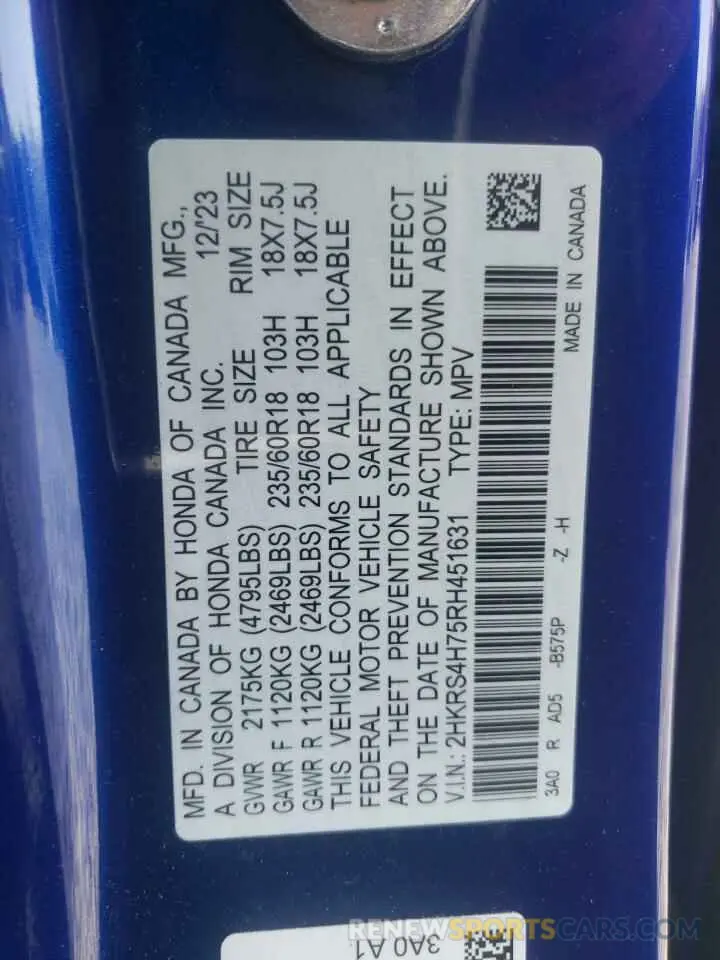 MFD. IN CANADA BY HONDA OF CANADA MFG.,
A DIVISION OF HONDA CANADA INC. 12/'23
GVWR 2175KG (4795LBS) TIRE SIZE RIM SIZE
GAWR F 1120KG (2469LBS) 235/60R18 103H 18X7.5J
GAWR R 1120KG (2469LBS) 235/60R18 103H 18X7.5J
THIS VEHICLE CONFORMS TO ALL APPLICABLE
FEDERAL MOTOR VEHICLE SAFETY
AND THEFT PREVENTION STANDARDS IN EFFECT
ON THE DATE OF MANUFACTURE SHOWN ABOVE.
V.I.N.: 2HKRS4H75RH451631 TYPE: MPV
3A0 R AD5 -B575P -Z -H
MADE IN CANADA
3A0 A1
RENEWSPORTSCARS.COM